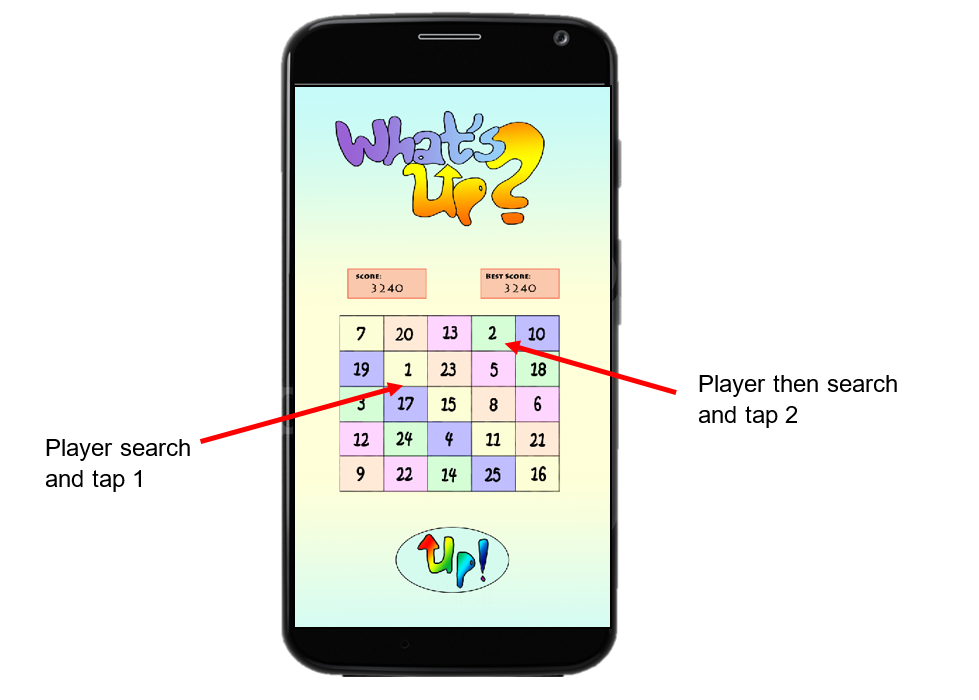 What's
Up?
SCORE:
3240
BEST SCORE:
3240
7 20 13 2 10
19 1 23 5 18
3 17 15 8 6
12 24 4 11 21
9 22 14 25 16
Up!
Player search
and tap 1
Player then search
and tap 2